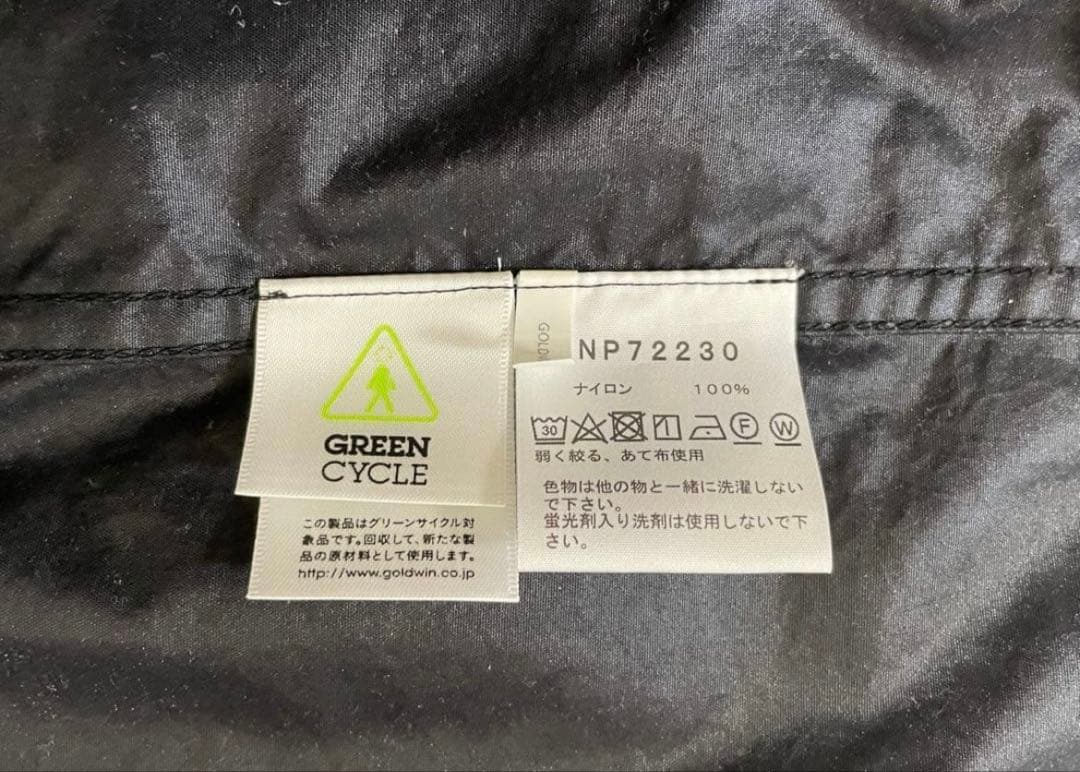 GREEN
CYCLE
この製品はグリーンサイクル対
象品です。回収して、新たな製
品の原材料として使用します。
http://www.goldwin.co.jp
NP72230
ナイロン 100%
30 F W
弱く絞る、あて布使用
色物は他の物と一緒に洗濯しない
で下さい。
蛍光剤入り洗剤は使用しないで下
さい。